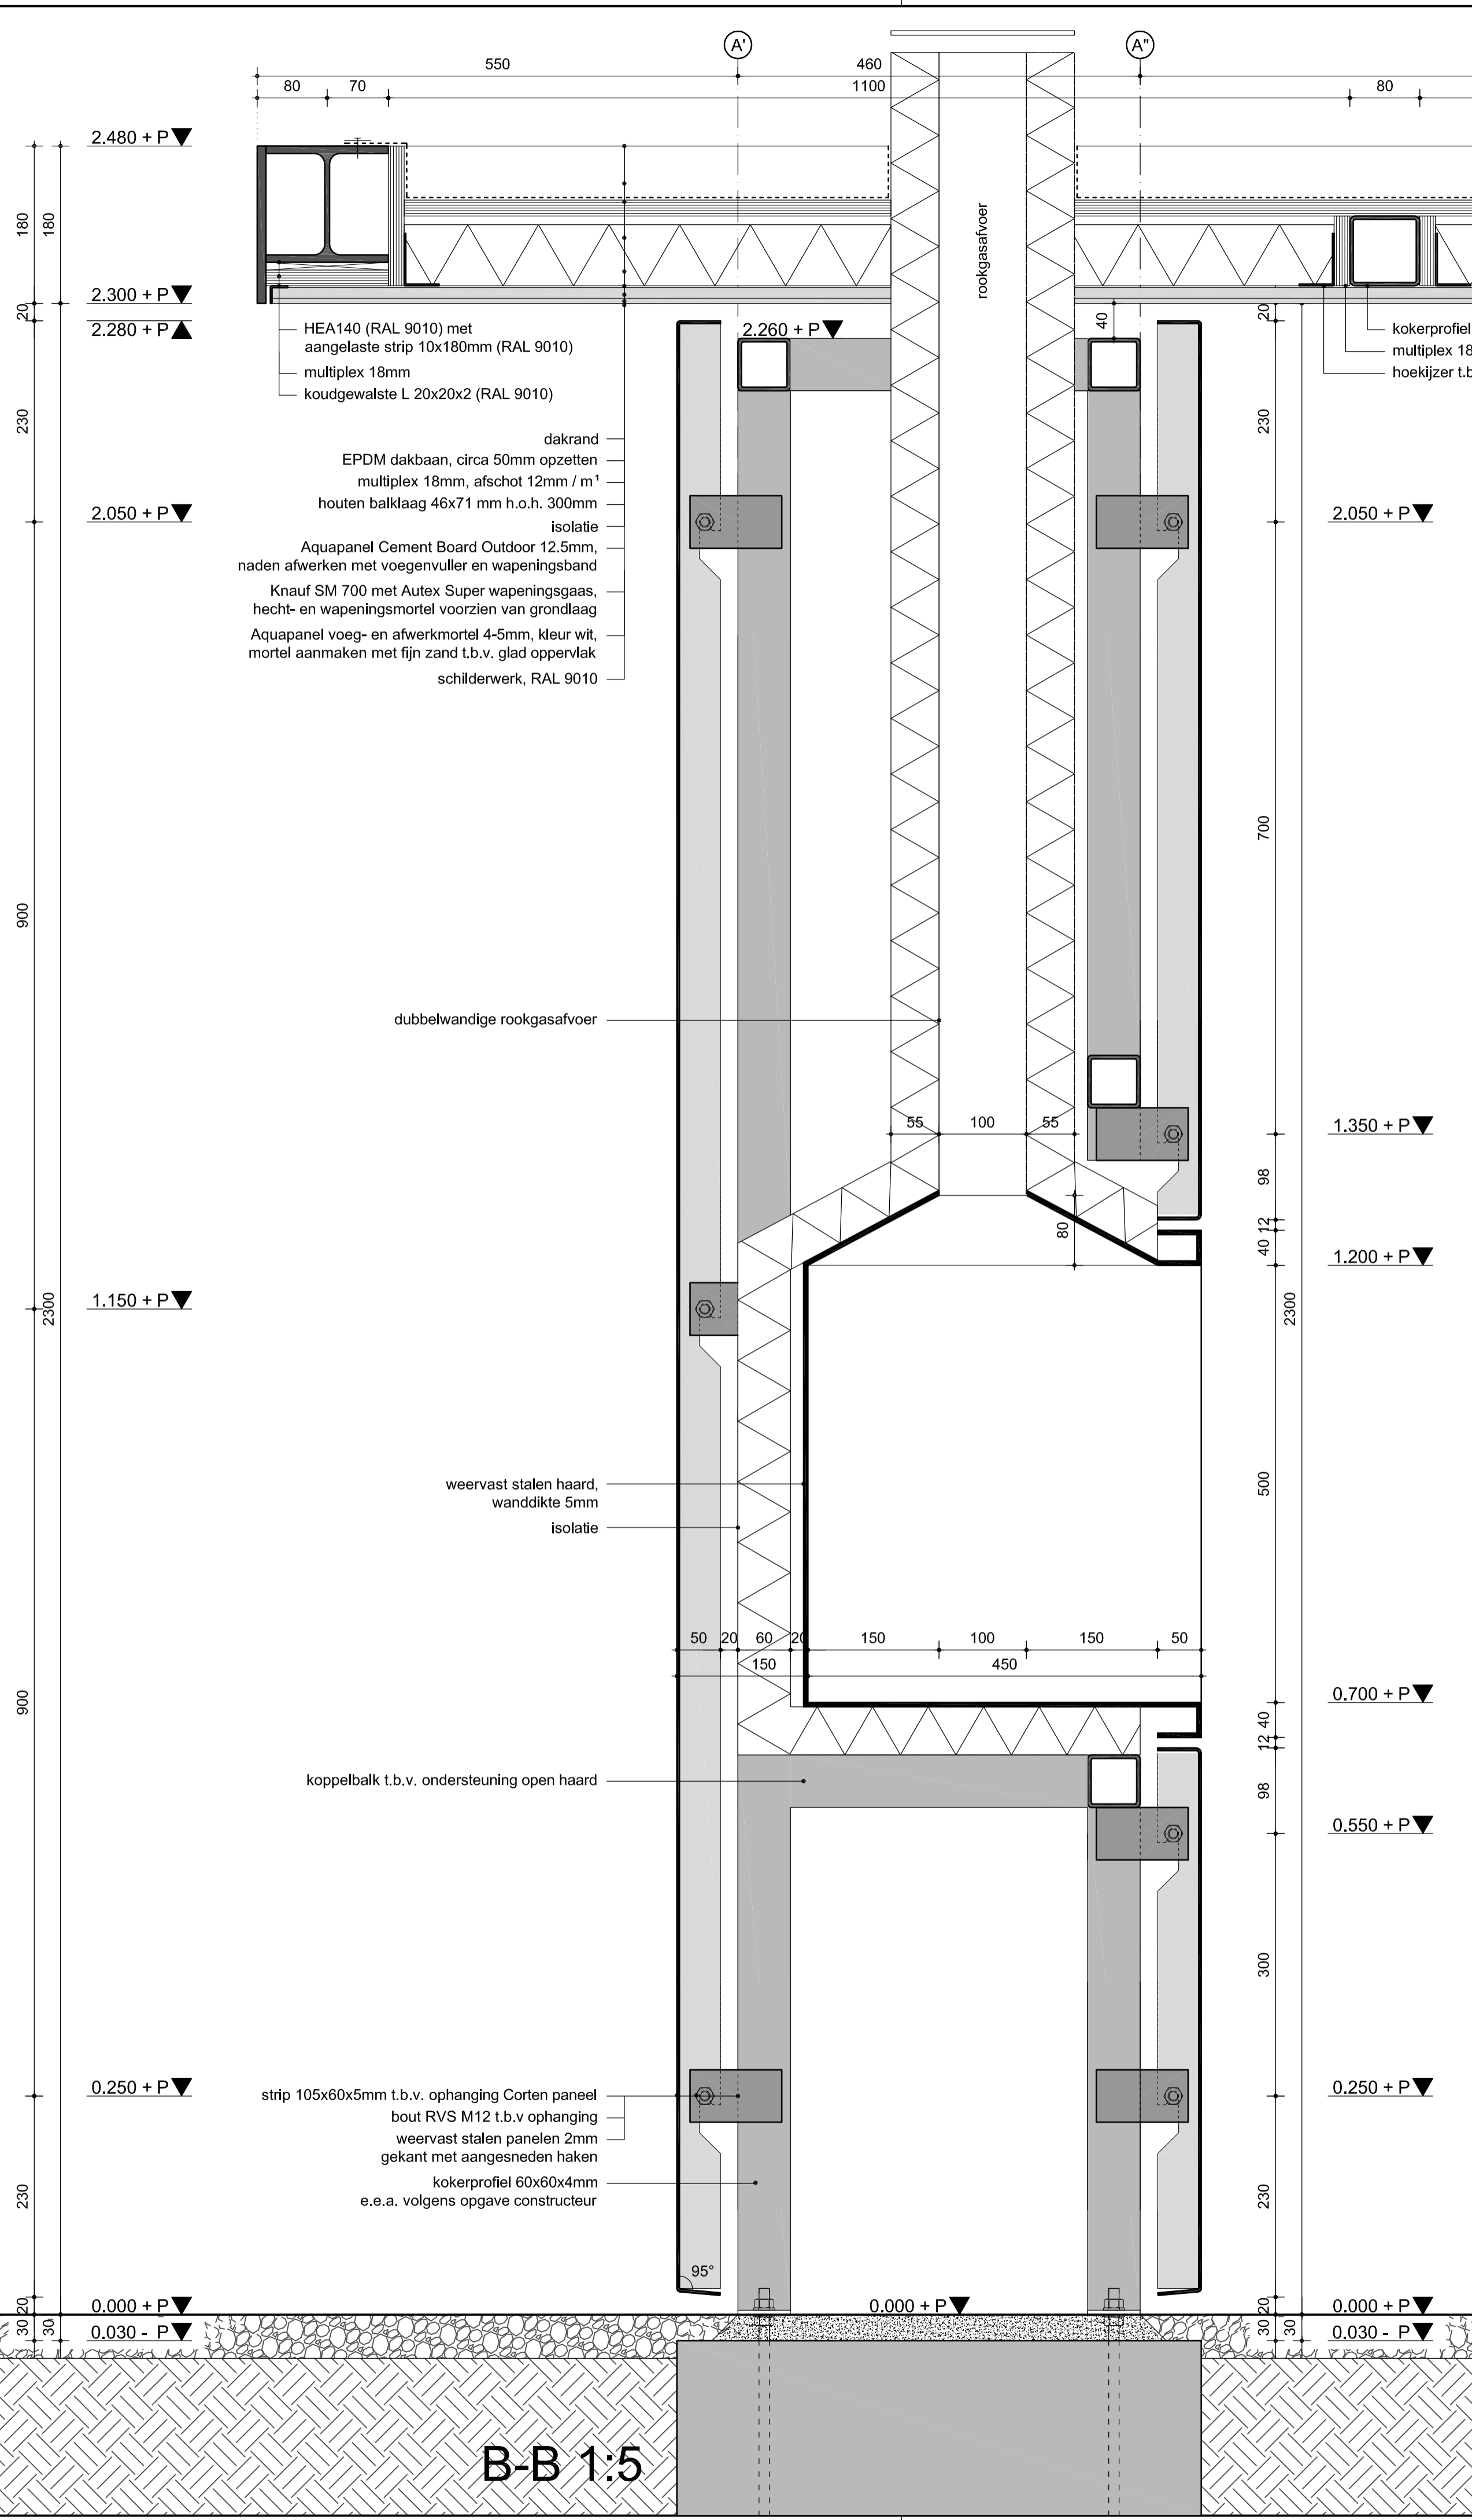 A'
A"
550
460
80
70
1100
80
2.480 + P
180
180
rookgasafvoer
2.300 + P
20
2.280 + P
2.260 + P
40
20
HEA140 (RAL 9010) met
aangelaste strip 10x180mm (RAL 9010)
multiplex 18mm
koudgewalste L 20x20x2 (RAL 9010)
kokerprofiel
multiplex 18
hoekijzer t.b
230
230
dakrand
EPDM dakbaan, circa 50mm opzetten
multiplex 18mm, afschot 12mm / m¹
houten balklaag 46x71 mm h.o.h. 300mm
isolatie
Aquapanel Cement Board Outdoor 12.5mm,
naden afwerken met voegenvuller en wapeningsband
Knauf SM 700 met Autex Super wapeningsgaas,
hecht- en wapeningsmortel voorzien van grondlaag
Aquapanel voeg- en afwerkmortel 4-5mm, kleur wit,
mortel aanmaken met fijn zand t.b.v. glad oppervlak
schilderwerk, RAL 9010
2.050 + P
2.050 + P
700
900
dubbelwandige rookgasafvoer
55
100
55
1.350 + P
98
12
40
80
1.200 + P
1.150 + P
2300
2300
weervast stalen haard,
wanddikte 5mm
isolatie
500
50
20
60
20
150
100
150
50
150
450
900
0.700 + P
40
12
98
koppelbalk t.b.v. ondersteuning open haard
0.550 + P
300
0.250 + P
0.250 + P
strip 105x60x5mm t.b.v. ophanging Corten paneel
bout RVS M12 t.b.v ophanging
weervast stalen panelen 2mm
gekant met aangesneden haken
kokerprofiel 60x60x4mm
e.e.a. volgens opgave constructeur
230
230
95°
20
0.000 + P
0.000 + P
20
0.000 + P
30
30
0.030 - P
30
30
0.030 - P
B-B 1:5